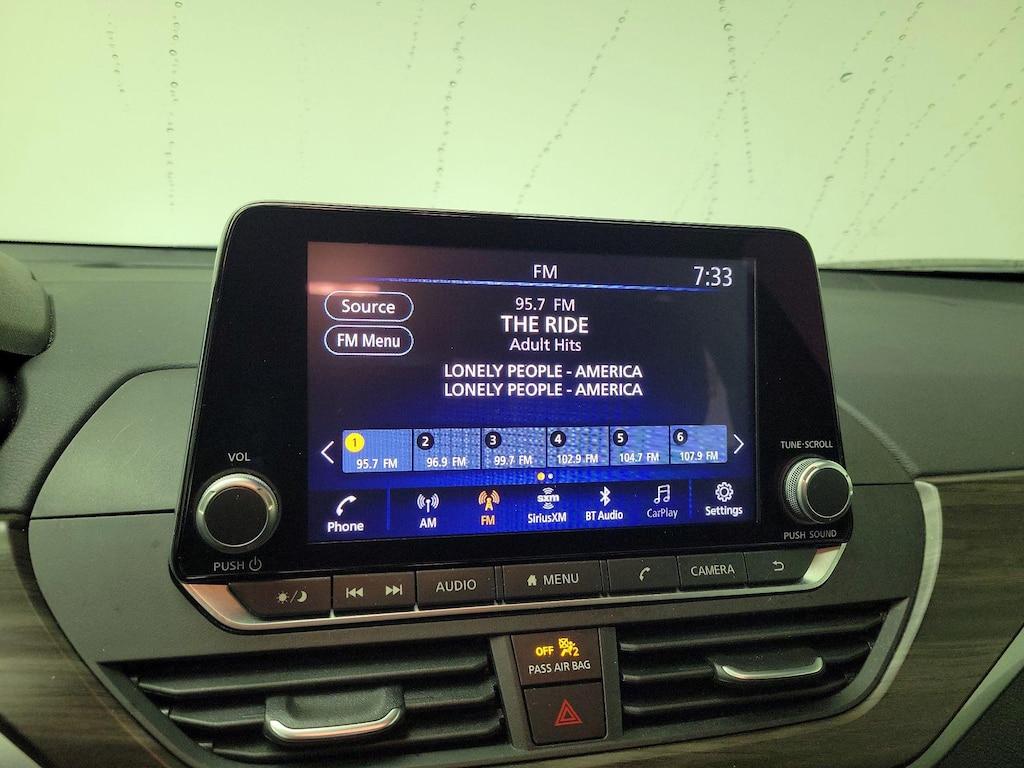 FM
7:33
Source
95.7 FM
THE RIDE
FM Menu
Adult Hits
LONELY PEOPLE - AMERICA
LONELY PEOPLE - AMERICA
1 2 3 4 5 6
95.7 FM 96.9 FM 99.7 FM 102.9 FM 104.7 FM 107.9 FM
Phone AM FM sxm SiriusXM BT Audio CarPlay Settings
VOL
PUSH
TUNE·SCROLL
PUSH SOUND
AUDIO MENU CAMERA
OFF 2
PASS AIR BAG